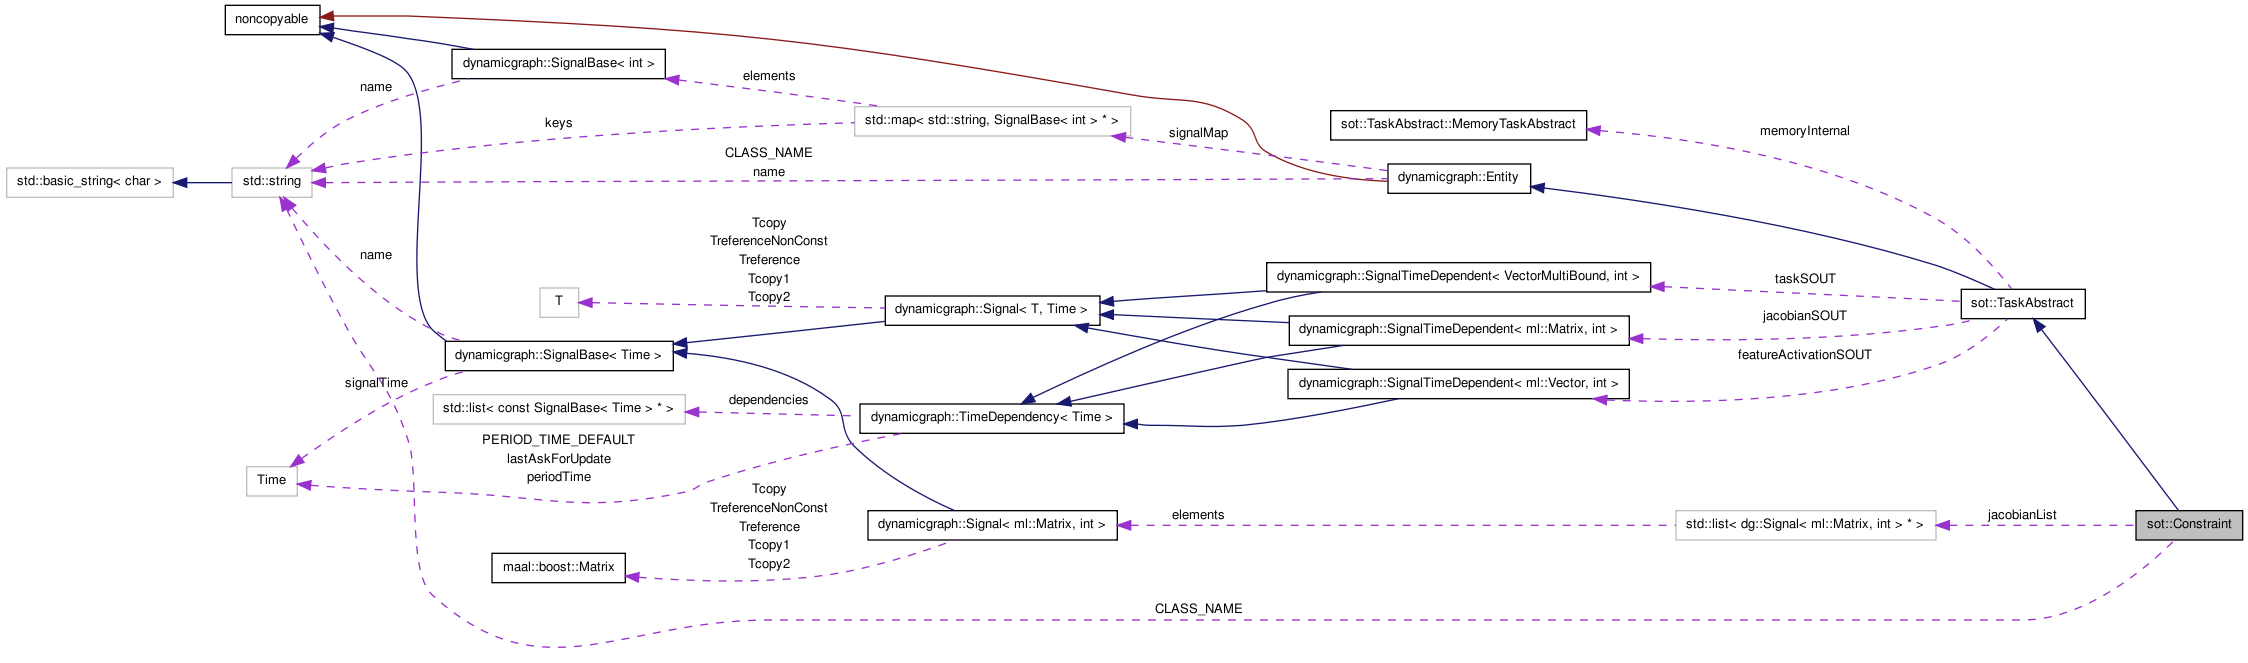 noncopyable
dynamicgraph::SignalBase< int >
elements
name
std::map< std::string, SignalBase< int > * >
keys
sot::TaskAbstract::MemoryTaskAbstract
memoryInternal
signalMap
CLASS_NAME
name
std::basic_string< char >
std::string
dynamicgraph::Entity
Tcopy
TreferenceNonConst
Treference
Tcopy1
Tcopy2
name
T
dynamicgraph::Signal< T, Time >
dynamicgraph::SignalTimeDependent< VectorMultiBound, int >
taskSOUT
sot::TaskAbstract
jacobianSOUT
dynamicgraph::SignalTimeDependent< ml::Matrix, int >
featureActivationSOUT
dynamicgraph::SignalBase< Time >
signalTime
dynamicgraph::SignalTimeDependent< ml::Vector, int >
std::list< const SignalBase< Time > * >
dependencies
dynamicgraph::TimeDependency< Time >
PERIOD_TIME_DEFAULT
lastAskForUpdate
periodTime
Time
Tcopy
TreferenceNonConst
Treference
Tcopy1
Tcopy2
dynamicgraph::Signal< ml::Matrix, int >
elements
std::list< dg::Signal< ml::Matrix, int > * >
jacobianList
sot::Constraint
maal::boost::Matrix
CLASS_NAME